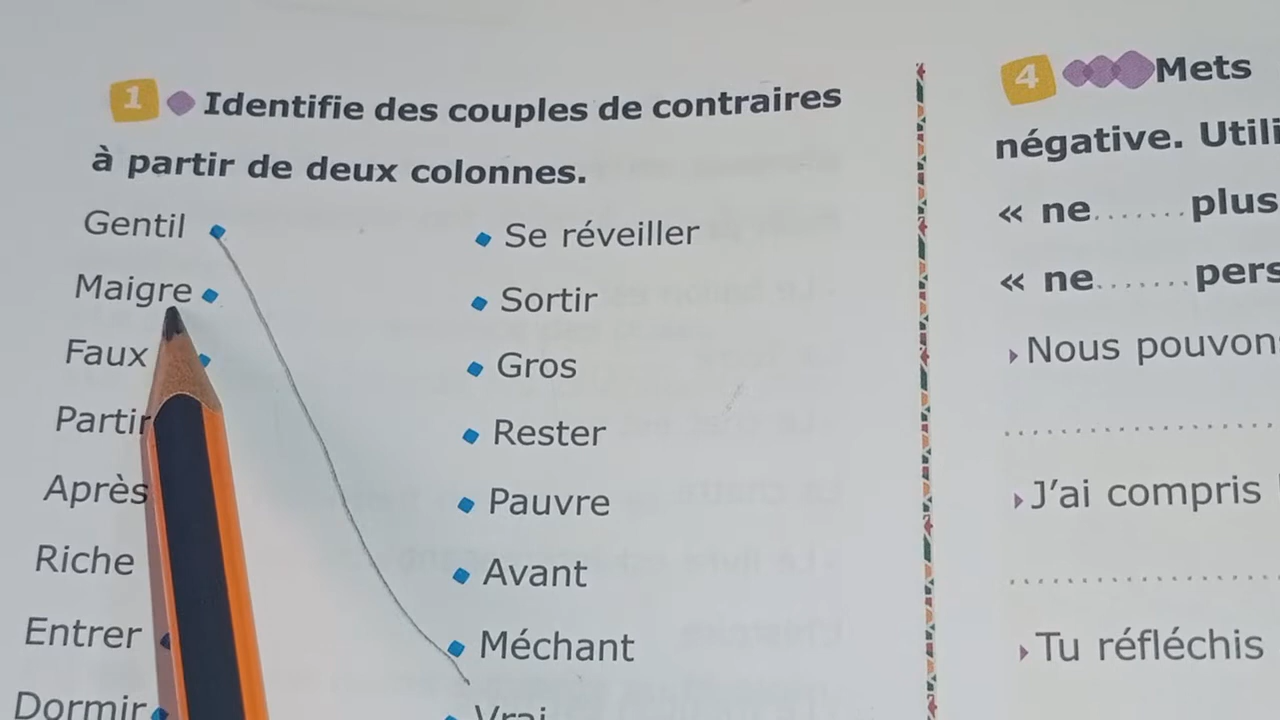 1 Identifie des couples de contraires
à partir de deux colonnes.
Gentil
Maigre
Faux
Partir
Après
Riche
Entrer
Dormir
Se réveiller
Sortir
Gros
Rester
Pauvre
Avant
Méchant
Vrai
4 Mets
négative. Utili
« ne ....... plus
« ne ....... pers
Nous pouvon
J'ai compris
Tu réfléchis